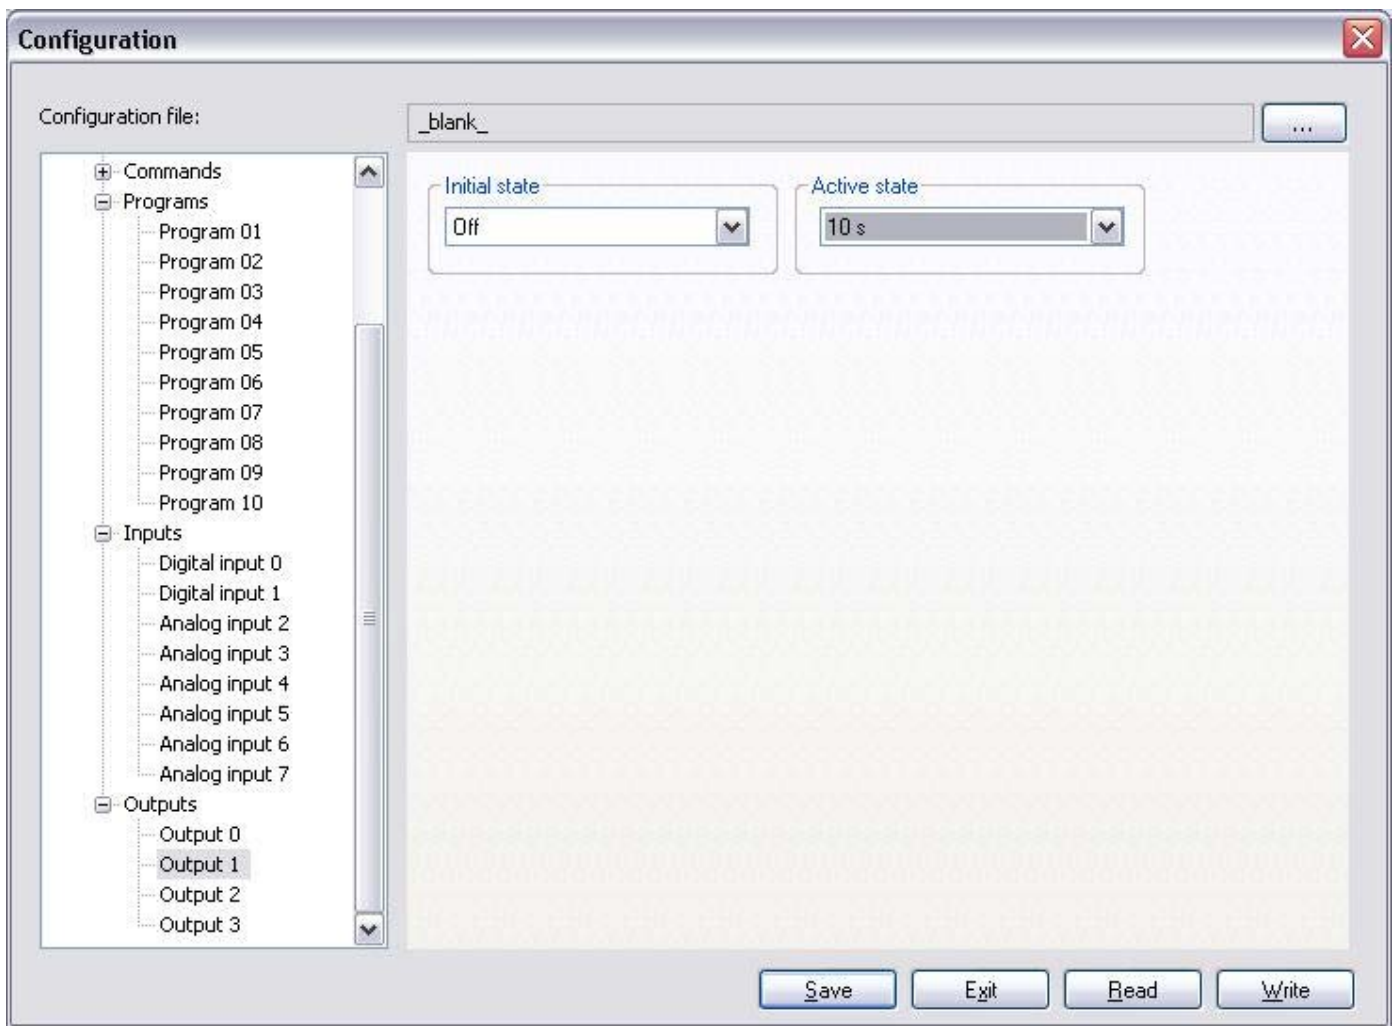 Configuration
Configuration file:
_blank_
...
Commands
Programs
Program 01
Program 02
Program 03
Program 04
Program 05
Program 06
Program 07
Program 08
Program 09
Program 10
Inputs
Digital input 0
Digital input 1
Analog input 2
Analog input 3
Analog input 4
Analog input 5
Analog input 6
Analog input 7
Outputs
Output 0
Output 1
Output 2
Output 3
Initial state
Off
Active state
10 s
Save
Exit
Read
Write